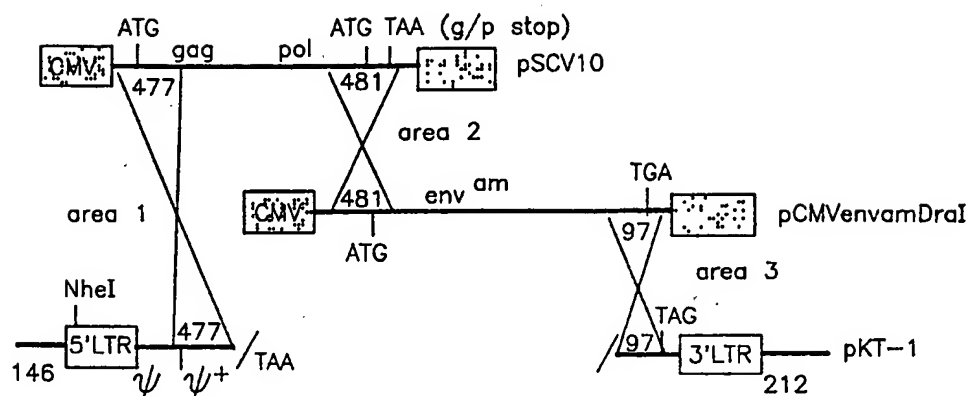 ATG gag pol ATG TAA (g/p stop)
CMV 477 481 pSCV10
area 2
CMV 481 env am TGA pCMVenvamDraI
area 1 ATG 97
area 3
NheI
5'LTR 477 TAA 97 TAG 3'LTR pKT-1
146 ψ ψ+ 212